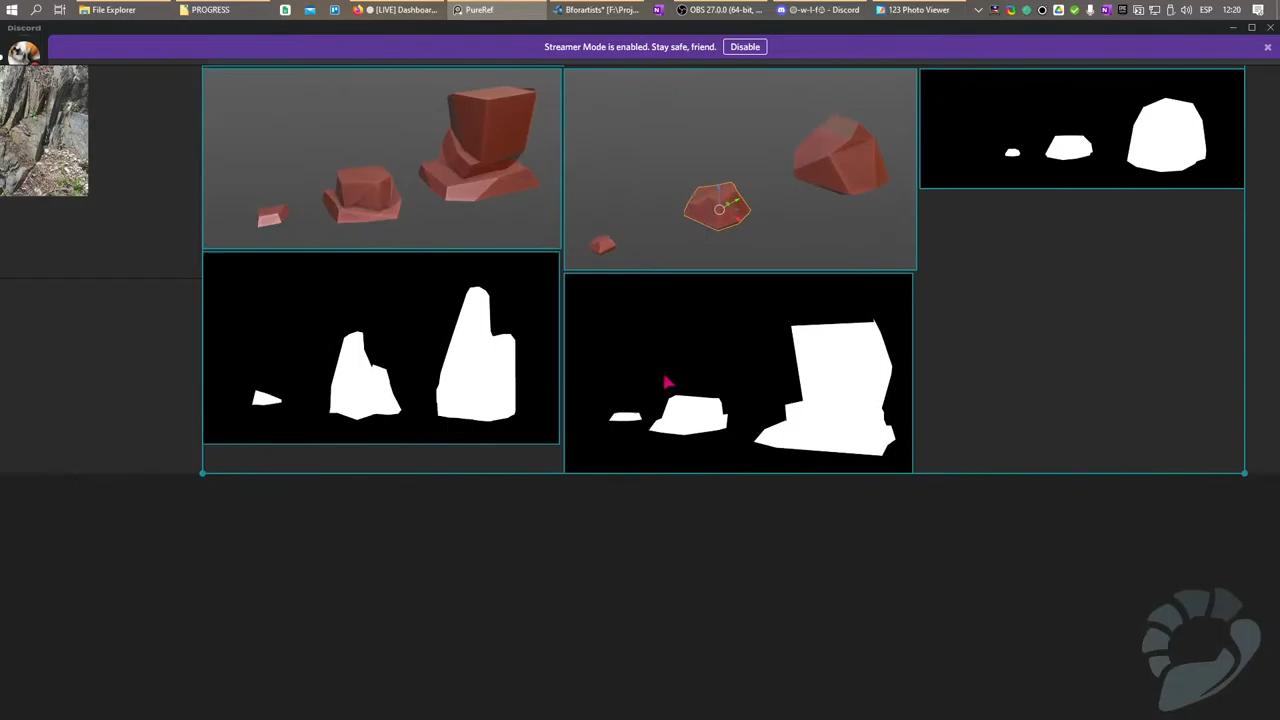 File Explorer
PROGRESS
[LIVE] Dashboar...
PureRef
Bforartists* [F:\Proj...
OBS 27.0.0 (64-bit, ...
@-w-l-f@ - Discord
123 Photo Viewer
ESP
12:20
Discord
Streamer Mode is enabled. Stay safe, friend.
Disable